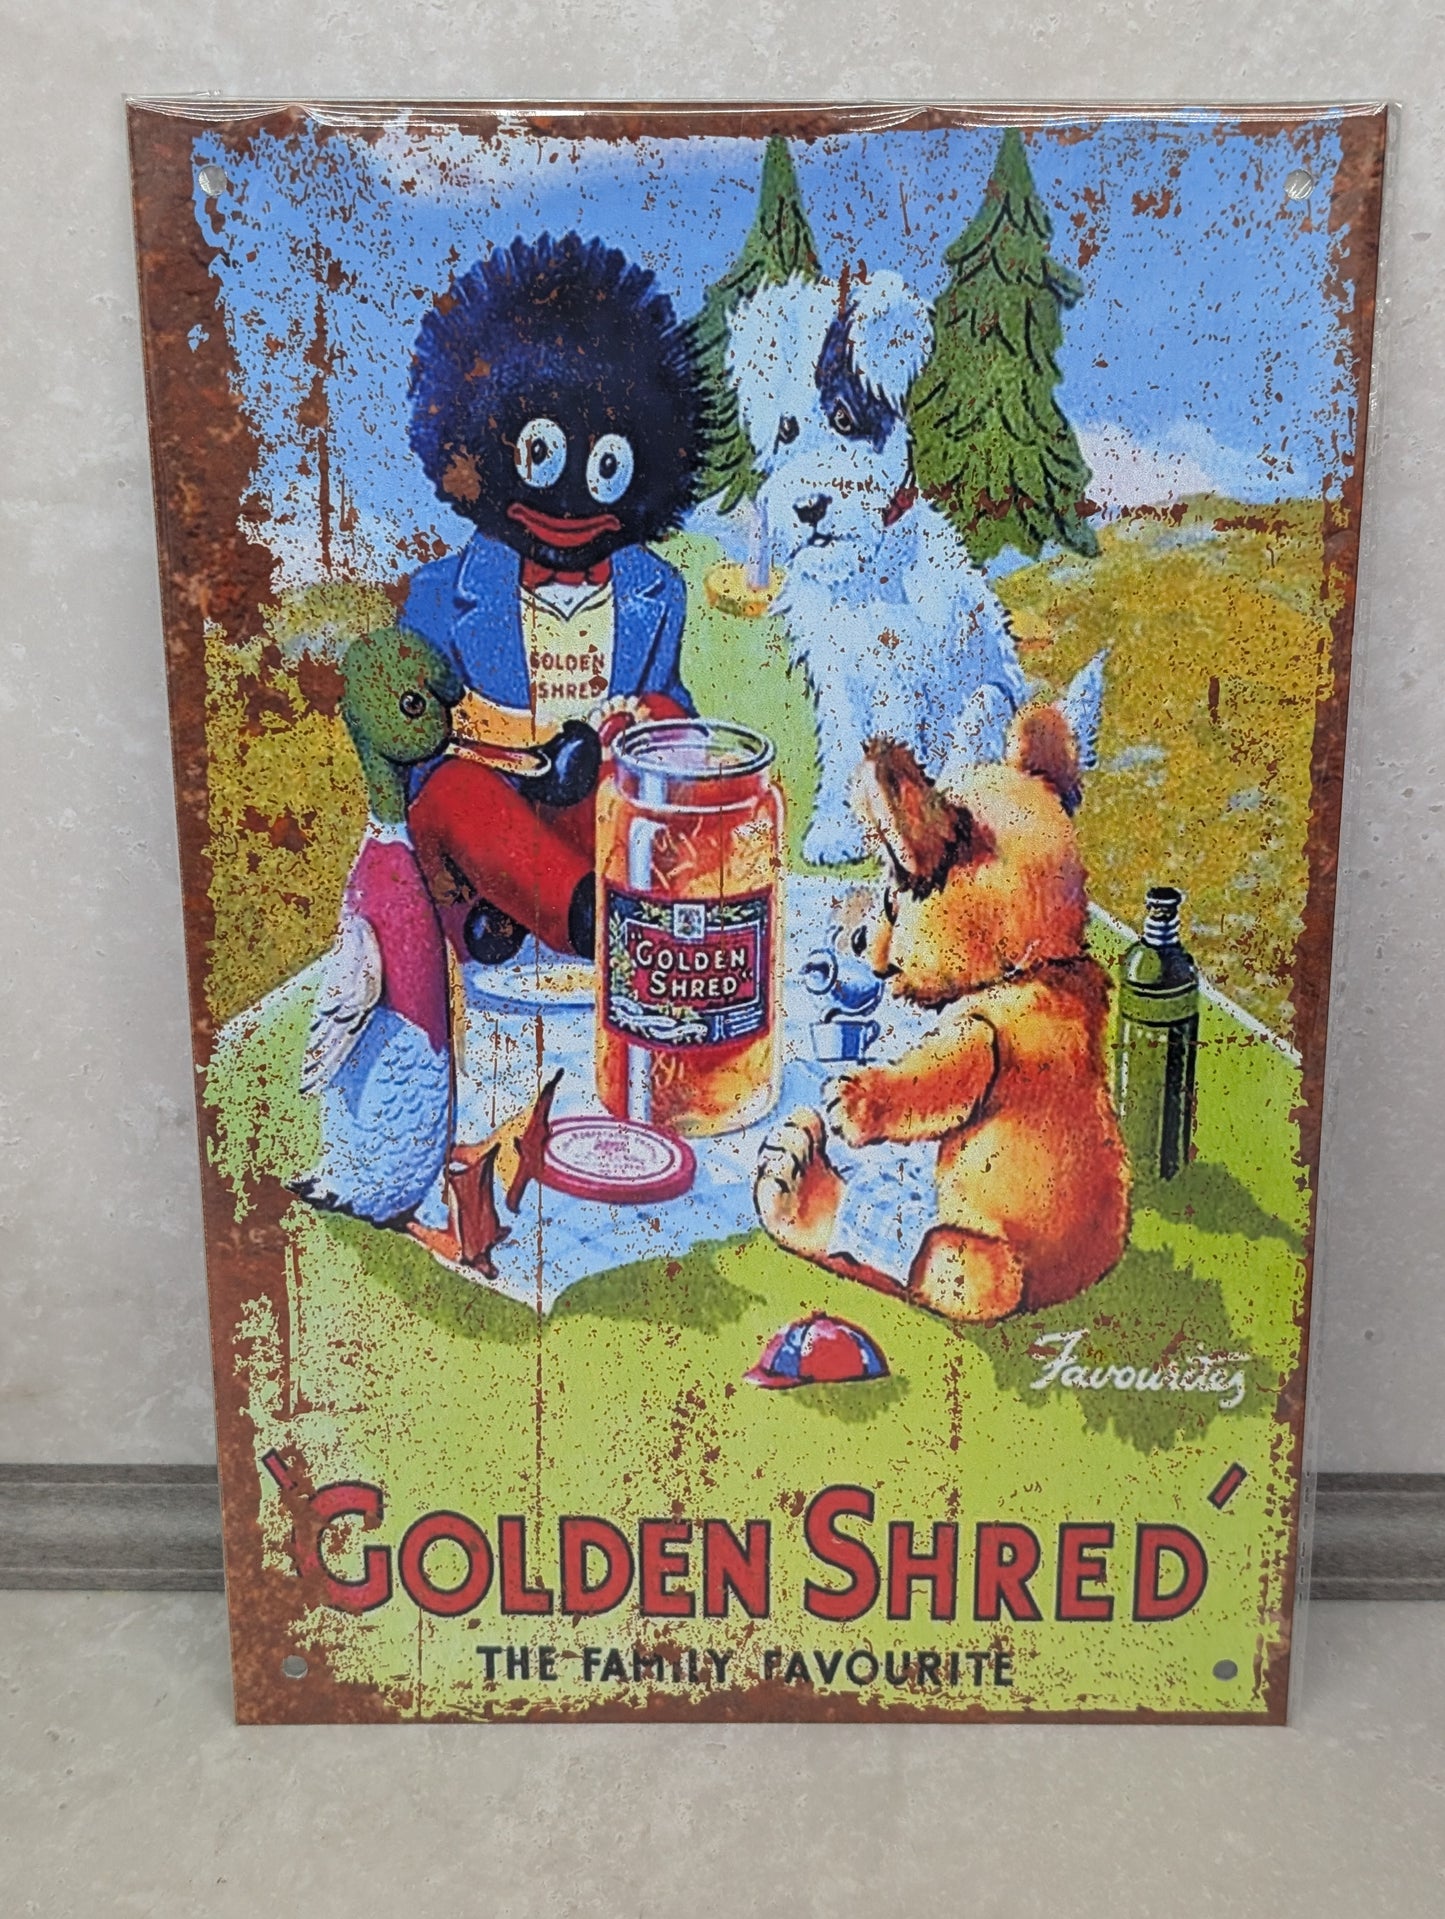 GOLDEN
SHRED
"GOLDEN
SHRED"
Favourites
'GOLDEN SHRED'
THE FAMILY FAVOURITE